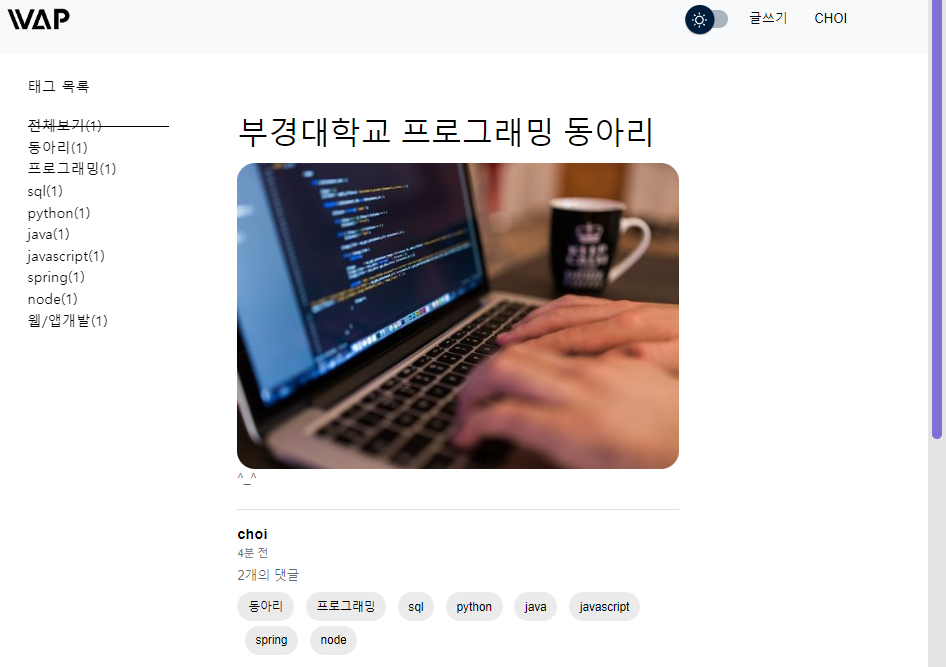 WAP
글쓰기 CHOI
태그 목록
전체보기(1)
동아리(1)
프로그래밍(1)
sql(1)
python(1)
java(1)
javascript(1)
spring(1)
node(1)
웹/앱개발(1)
부경대학교 프로그래밍 동아리
KEEP
CALM
^_^
choi
4분 전
2개의 댓글
동아리 프로그래밍 sql python java javascript
spring node